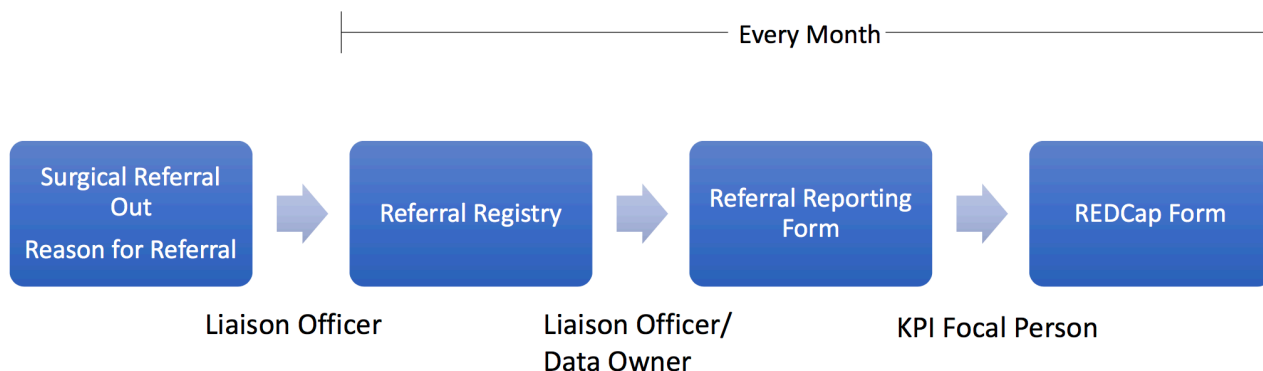 Every Month
Surgical Referral
Out
Reason for Referral
Referral Registry
Referral Reporting
Form
REDCap Form
Liaison Officer
Liaison Officer/
Data Owner
KPI Focal Person